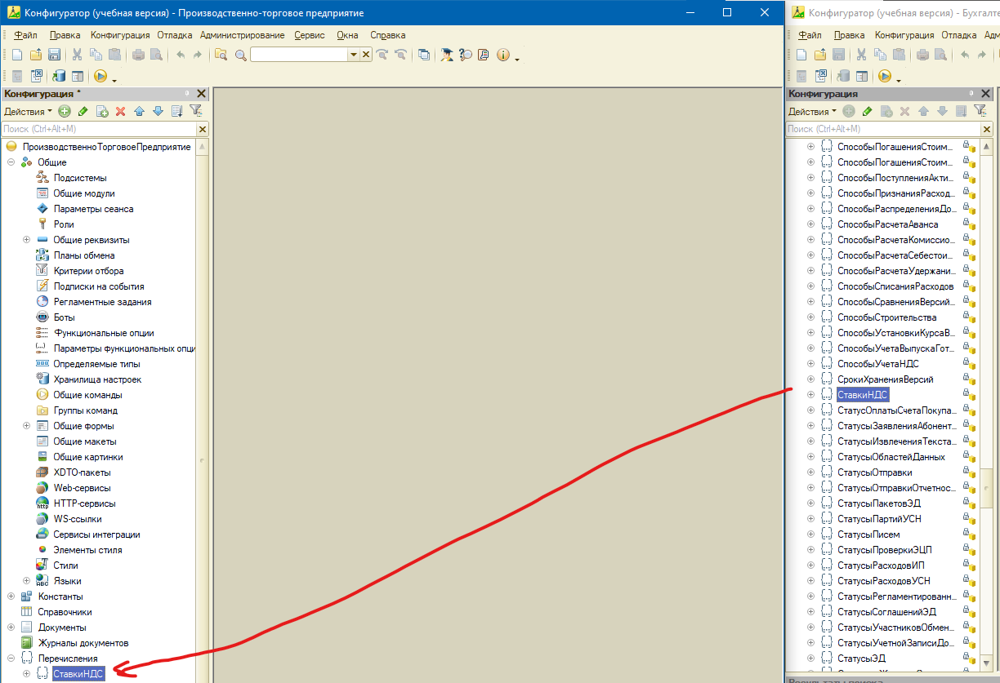 Конфигуратор (учебная версия) - Производственно-торговое предприятие
Файл Правка Конфигурация Отладка Администрирование Сервис Окна Справка
Конфигурация *
Действия
Поиск (Ctrl+Alt+M)
ПроизводственноТорговоеПредприятие
Общие
Подсистемы
Общие модули
Параметры сеанса
Роли
Общие реквизиты
Планы обмена
Критерии отбора
Подписки на события
Регламентные задания
Боты
Функциональные опции
Параметры функциональных опци
Определяемые типы
Хранилища настроек
Общие команды
Группы команд
Общие формы
Общие макеты
Общие картинки
XDTO-пакеты
Web-сервисы
HTTP-сервисы
WS-ссылки
Сервисы интеграции
Элементы стиля
Стили
Языки
Константы
Справочники
Документы
Журналы документов
Перечисления
СтавкиНДС
Конфигуратор (учебная версия) - Бухгалте
Файл Правка Конфигурация Отладка Адм
Конфигурация
Действия
Поиск (Ctrl+Alt+M)
СпособыПогашенияСтоим...
СпособыПогашенияСтоим...
СпособыПоступленияАкти...
СпособыПризнанияРасход...
СпособыРаспределенияДо...
СпособыРасчетаАванса
СпособыРасчетаКомиссио...
СпособыРасчетаСебестои...
СпособыРасчетаУдержани...
СпособыСписанияРасходов
СпособыСравненияВерсий...
СпособыСтроительства
СпособыУстановкиКурсаВ...
СпособыУчетаВыпускаГот...
СпособыУчетаНДС
СрокиХраненияВерсий
СтавкиНДС
СтатусОплатыСчетаПокупа...
СтатусыЗаявленияАбонент...
СтатусыИзвлеченияТекста...
СтатусыОбластейДанных
СтатусыОтправки
СтатусыОтправкиОтчетнос...
СтатусыПакетовЭД
СтатусыПартийУСН
СтатусыПисем
СтатусыПроверкиЭЦП
СтатусыРасходовИП
СтатусыРасходовУСН
СтатусыРегламентированн...
СтатусыСоглашенийЭД
СтатусыУчастниковОбмен...
СтатусыУчетнойЗаписиДо...
СтатусыЭД